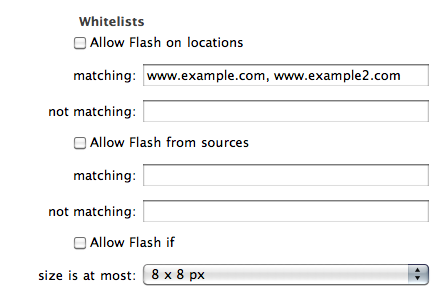 Whitelists
Allow Flash on locations
matching: www.example.com, www.example2.com
not matching:
Allow Flash from sources
matching:
not matching:
Allow Flash if
size is at most: 8 x 8 px